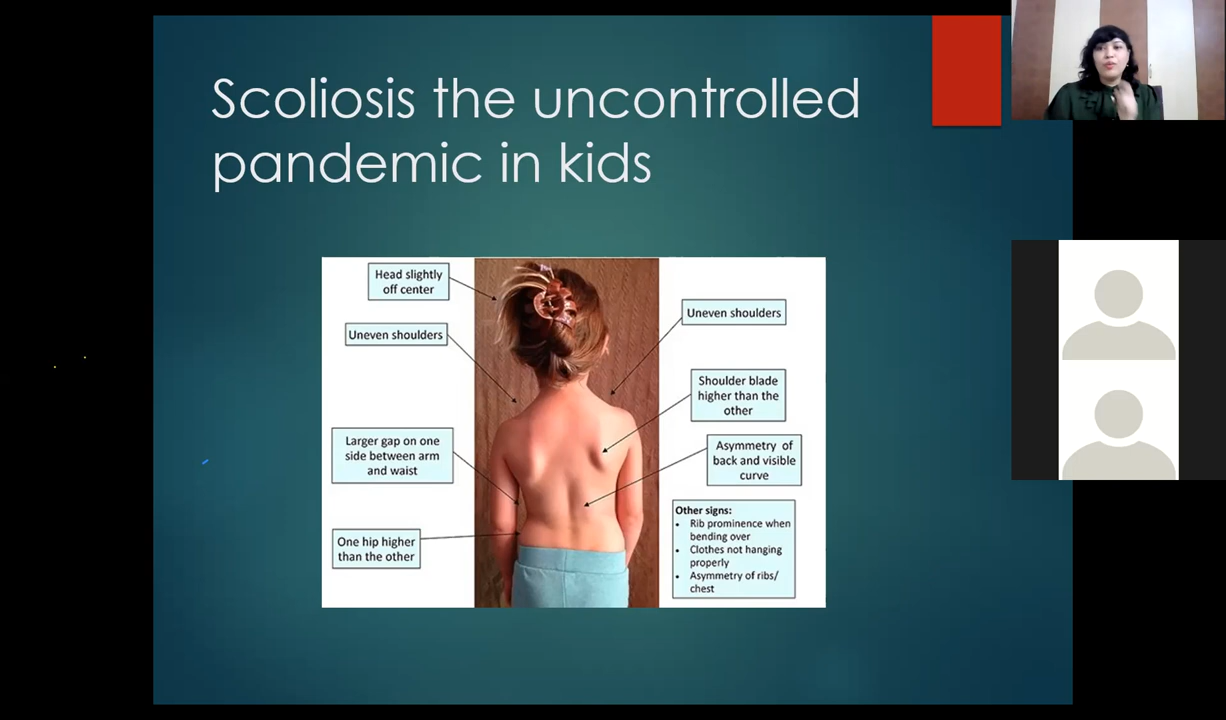 Scoliosis the uncontrolled
pandemic in kids
Head slightly
off center
Uneven shoulders
Larger gap on one
side between arm
and waist
One hip higher
than the other
Uneven shoulders
Shoulder blade
higher than the
other
Asymmetry of
back and visible
curve
Other signs:
• Rib prominence when
bending over
• Clothes not hanging
properly
• Asymmetry of ribs/
chest